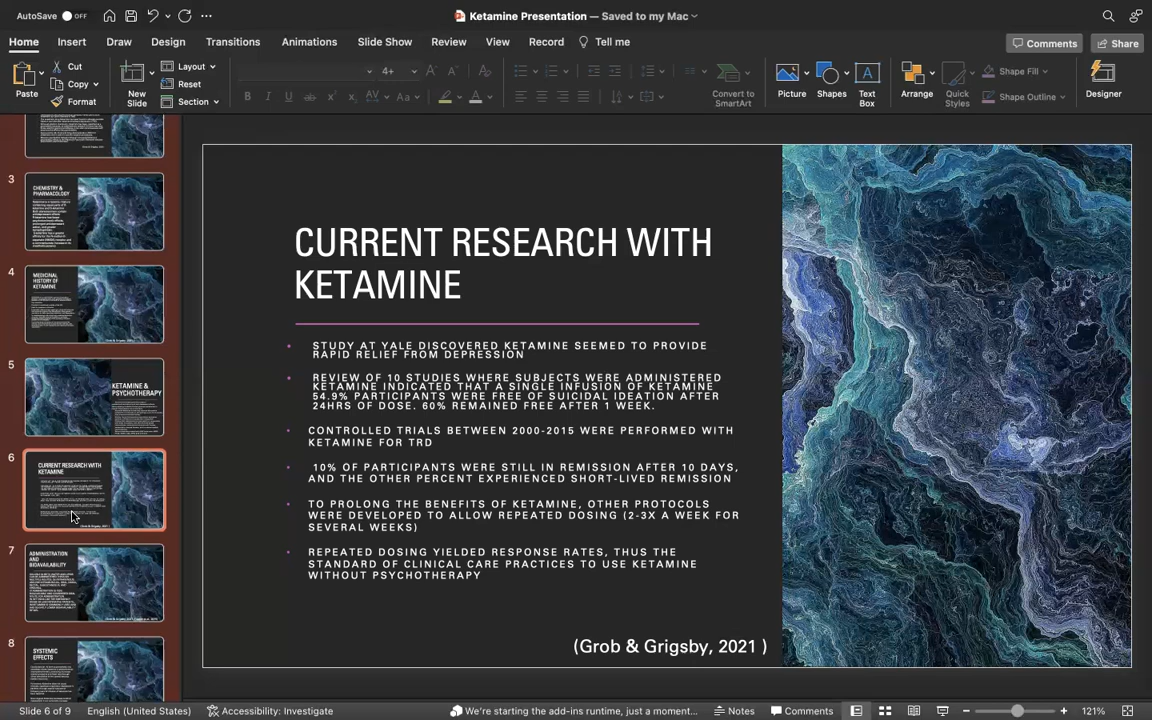 AutoSave OFF
Ketamine Presentation — Saved to my Mac
Home Insert Draw Design Transitions Animations Slide Show Review View Record Tell me
Comments Share
Paste
Cut
Copy
Format
New Slide
Layout
Reset
Section
4+
Convert to SmartArt
Picture
Shapes
Text Box
Arrange
Quick Styles
Shape Fill
Shape Outline
Designer
3
CHEMISTRY & PHARMACOLOGY
4
MEDICINAL HISTORY OF KETAMINE
5
KETAMINE & PSYCHOTHERAPY
6
CURRENT RESEARCH WITH KETAMINE
7
ADMINISTRATION AND BIOAVAILABILITY
8
SYSTEMIC EFFECTS
CURRENT RESEARCH WITH
KETAMINE
• STUDY AT YALE DISCOVERED KETAMINE SEEMED TO PROVIDE
RAPID RELIEF FROM DEPRESSION
• REVIEW OF 10 STUDIES WHERE SUBJECTS WERE ADMINISTERED
KETAMINE INDICATED THAT A SINGLE INFUSION OF KETAMINE
54.9% PARTICIPANTS WERE FREE OF SUICIDAL IDEATION AFTER
24HRS OF DOSE. 60% REMAINED FREE AFTER 1 WEEK.
• CONTROLLED TRIALS BETWEEN 2000-2015 WERE PERFORMED WITH
KETAMINE FOR TRD
• 10% OF PARTICIPANTS WERE STILL IN REMISSION AFTER 10 DAYS,
AND THE OTHER PERCENT EXPERIENCED SHORT-LIVED REMISSION
• TO PROLONG THE BENEFITS OF KETAMINE, OTHER PROTOCOLS
WERE DEVELOPED TO ALLOW REPEATED DOSING (2-3X A WEEK FOR
SEVERAL WEEKS)
• REPEATED DOSING YIELDED RESPONSE RATES, THUS THE
STANDARD OF CLINICAL CARE PRACTICES TO USE KETAMINE
WITHOUT PSYCHOTHERAPY
(Grob & Grigsby, 2021 )
Slide 6 of 9 English (United States) Accessibility: Investigate We're starting the add-ins runtime, just a moment... Notes Comments 121%